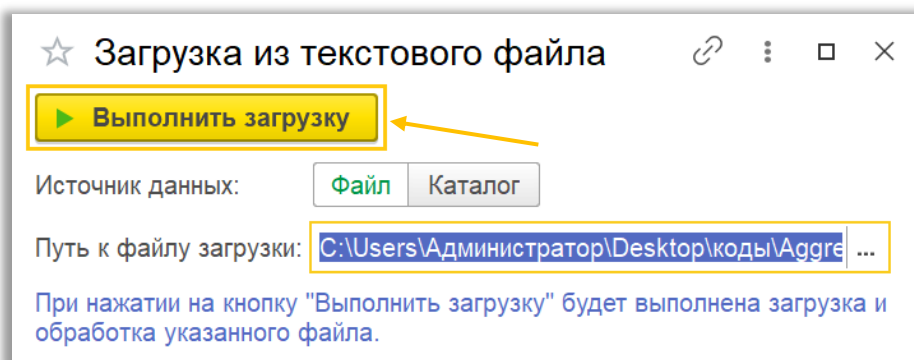 Загрузка из текстового файла
Выполнить загрузку
Источник данных: Файл Каталог
Путь к файлу загрузки: C:\Users\Администратор\Desktop\коды\Aggre ...
При нажатии на кнопку "Выполнить загрузку" будет выполнена загрузка и
обработка указанного файла.